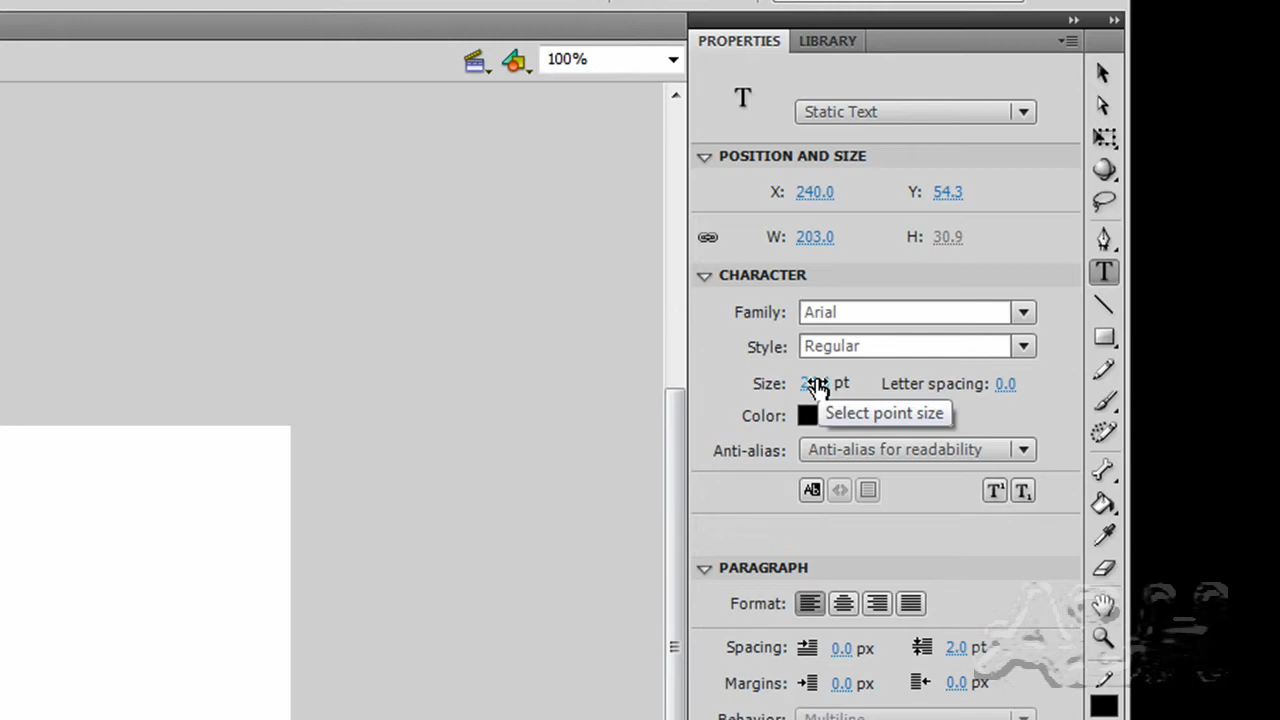 PROPERTIES LIBRARY
100%
T Static Text
POSITION AND SIZE
X: 240.0 Y: 54.3
W: 203.0 H: 30.9
CHARACTER
Family: Arial
Style: Regular
Size: pt Letter spacing: 0.0
Color: Select point size
Anti-alias: Anti-alias for readability
PARAGRAPH
Format:
Spacing: 0.0 px 2.0 pt
Margins: 0.0 px 0.0 px
Behavior: Multiline